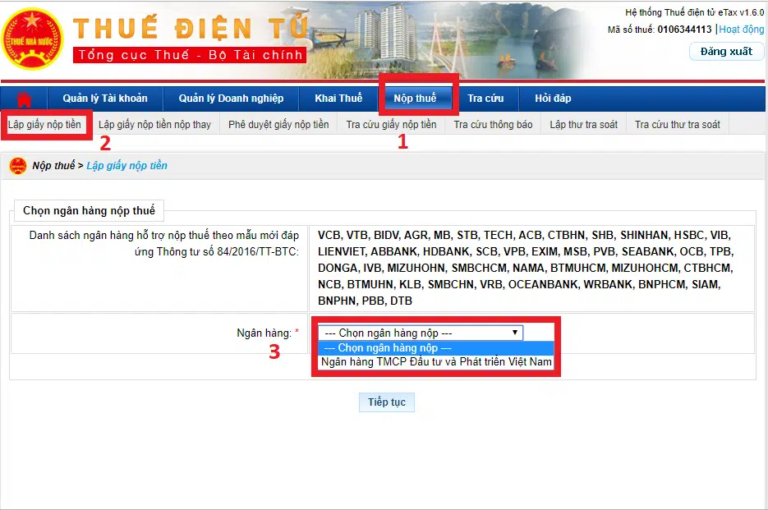 Hệ thống Thuế điện tử eTax v1.6.0
THUẾ ĐIỆN TỬ
Mã số thuế: 0106344113 |Hoạt động
THUẾ NHÀ NƯỚC
Tổng cục Thuế - Bộ Tài chính
Đăng xuất
Quản lý Tài khoản Quản lý Doanh nghiệp Khai Thuế Nộp thuế Tra cứu Hỏi đáp
Lập giấy nộp tiền Lập giấy nộp tiền nộp thay Phê duyệt giấy nộp tiền Tra cứu giấy nộp tiền Tra cứu thông báo Lập thư tra soát Tra cứu thư tra soát
2 1
Nộp thuế > Lập giấy nộp tiền
Chọn ngân hàng nộp thuế
Danh sách ngân hàng hỗ trợ nộp thuế theo mẫu mới đáp
ứng Thông tư số 84/2016/TT-BTC:
VCB, VTB, BIDV, AGR, MB, STB, TECH, ACB, CTBHN, SHB, SHINHAN, HSBC, VIB,
LIENVIET, ABBANK, HDBANK, SCB, VPB, EXIM, MSB, PVB, SEABANK, OCB, TPB,
DONGA, IVB, MIZUHOHN, SMBCHCM, NAMA, BTMUHCM, MIZUHOHCM, CTBHCM,
NCB, BTMUHN, KLB, SMBCHN, VRB, OCEANBANK, WRBANK, BNPHCM, SIAM,
BNPHN, PBB, DTB
Ngân hàng: *
--- Chọn ngân hàng nộp ---
3
--- Chọn ngân hàng nộp ---
Ngân hàng TMCP Đầu tư và Phát triển Việt Nam
Tiếp tục